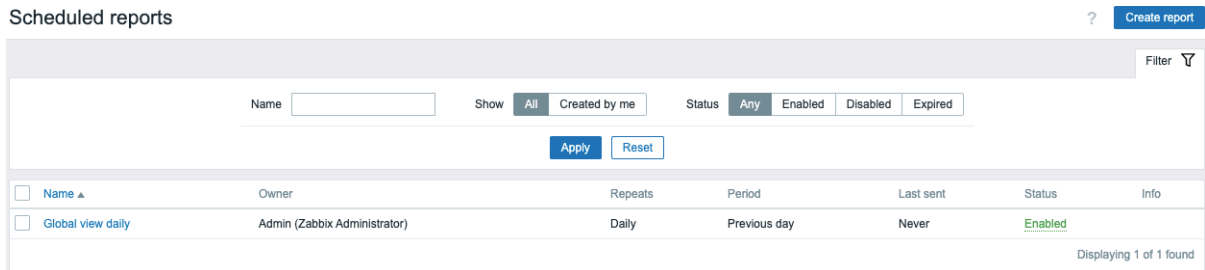 Scheduled reports ? Create report
Filter
Name Show All Created by me Status Any Enabled Disabled Expired
Apply Reset
Name ▲ Owner Repeats Period Last sent Status Info
Global view daily Admin (Zabbix Administrator) Daily Previous day Never Enabled
Displaying 1 of 1 found